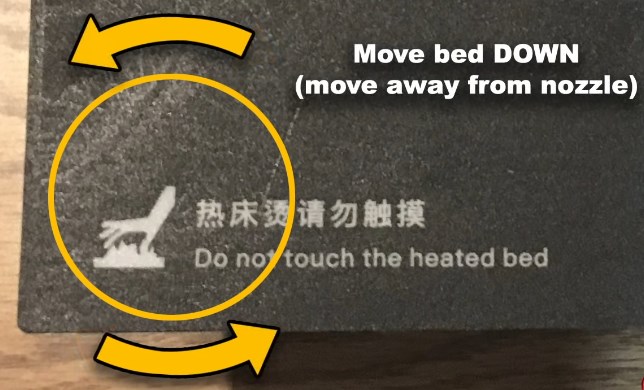 Move bed DOWN
(move away from nozzle)
热床烫请勿触摸
Do not touch the heated bed